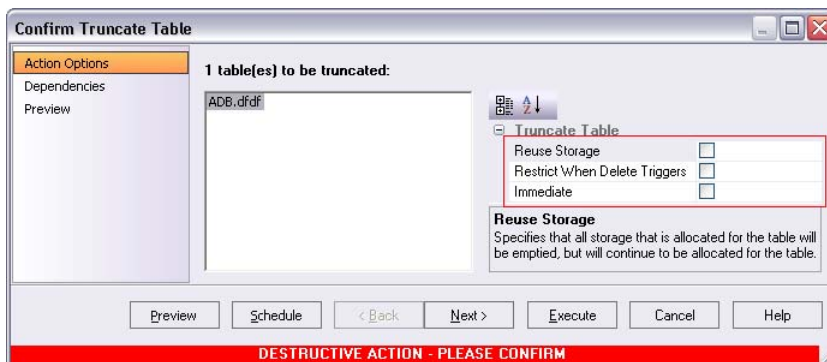 Confirm Truncate Table
Action Options
Dependencies
Preview
1 table(es) to be truncated:
ADB.dfdf
Truncate Table
Reuse Storage
Restrict When Delete Triggers
Immediate
Reuse Storage
Specifies that all storage that is allocated for the table will
be emptied, but will continue to be allocated for the table.
Preview
Schedule
< Back
Next >
Execute
Cancel
Help
DESTRUCTIVE ACTION - PLEASE CONFIRM